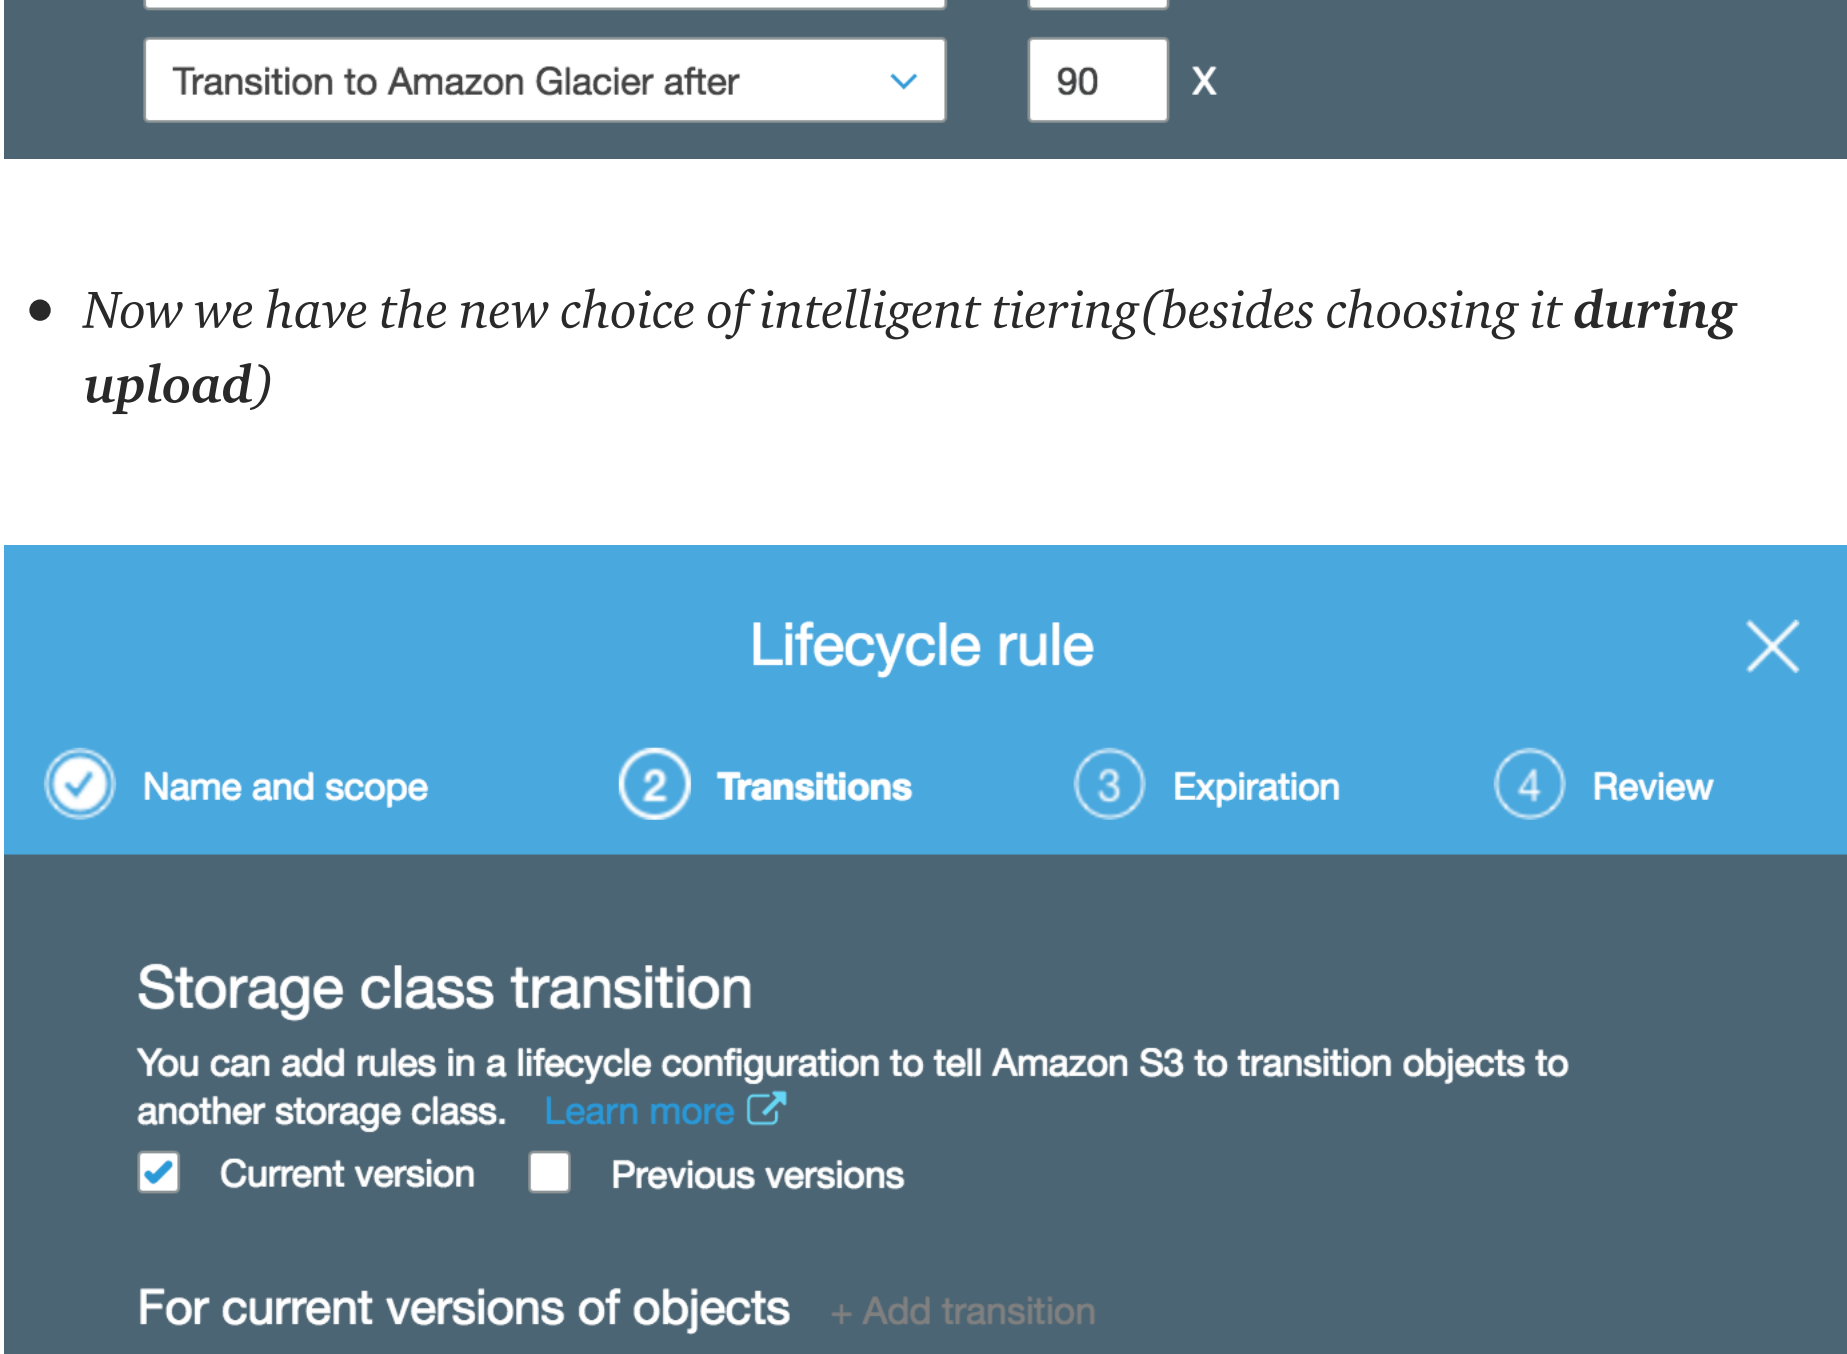 Transition to Amazon Glacier after 90 X
• Now we have the new choice of intelligent tiering(besides choosing it during
upload)
Lifecycle rule
Name and scope 2 Transitions 3 Expiration 4 Review
Storage class transition
You can add rules in a lifecycle configuration to tell Amazon S3 to transition objects to
another storage class. Learn more
Current version Previous versions
For current versions of objects + Add transition